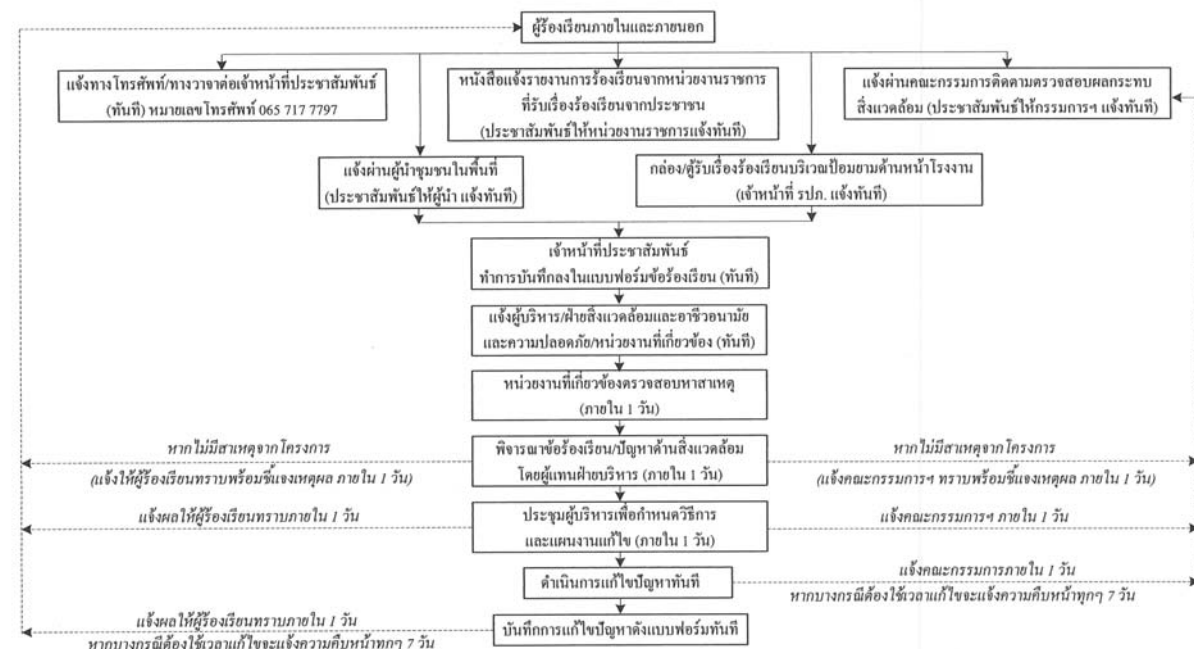 ผู้ร้องเรียนภายในและภายนอก
แจ้งทางโทรศัพท์/ทางวาจาต่อเจ้าหน้าที่ประชาสัมพันธ์
(ทันที) หมายเลขโทรศัพท์ 065 717 7797
หนังสือแจ้งรายงานการร้องเรียนจากหน่วยงานราชการ
ที่รับเรื่องร้องเรียนจากประชาชน
(ประชาสัมพันธ์ให้หน่วยงานราชการแจ้งทันที)
แจ้งผ่านคณะกรรมการติดตามตรวจสอบผลกระทบ
สิ่งแวดล้อม (ประชาสัมพันธ์ให้กรรมการฯ แจ้งทันที)
แจ้งผ่านผู้นำชุมชนในพื้นที่
(ประชาสัมพันธ์ให้ผู้นำ แจ้งทันที)
กล่อง/ตู้รับเรื่องร้องเรียนบริเวณป้อมยามด้านหน้าโรงงาน
(เจ้าหน้าที่ รปภ. แจ้งทันที)
เจ้าหน้าที่ประชาสัมพันธ์
ทำการบันทึกลงในแบบฟอร์มข้อร้องเรียน (ทันที)
แจ้งผู้บริหาร/ฝ่ายสิ่งแวดล้อมและอาชีวอนามัย
และความปลอดภัย/หน่วยงานที่เกี่ยวข้อง (ทันที)
หน่วยงานที่เกี่ยวข้องตรวจสอบหาสาเหตุ
(ภายใน 1 วัน)
หากไม่มีสาเหตุจากโครงการ
(แจ้งให้ผู้ร้องเรียนทราบพร้อมชี้แจงเหตุผล ภายใน 1 วัน)
พิจารณาข้อร้องเรียน/ปัญหาด้านสิ่งแวดล้อม
โดยผู้แทนฝ่ายบริหาร (ภายใน 1 วัน)
หากไม่มีสาเหตุจากโครงการ
(แจ้งคณะกรรมการฯ ทราบพร้อมชี้แจงเหตุผล ภายใน 1 วัน)
แจ้งผลให้ผู้ร้องเรียนทราบภายใน 1 วัน
ประชุมผู้บริหารเพื่อกำหนดวิธีการ
และแผนงานแก้ไข (ภายใน 1 วัน)
แจ้งคณะกรรมการฯ ภายใน 1 วัน
ดำเนินการแก้ไขปัญหาทันที
แจ้งคณะกรรมการภายใน 1 วัน
หากบางกรณีต้องใช้เวลาแก้ไขจะแจ้งความคืบหน้าทุกๆ 7 วัน
แจ้งผลให้ผู้ร้องเรียนทราบภายใน 1 วัน
หากบางกรณีต้องใช้เวลาแก้ไขจะแจ้งความคืบหน้าทุกๆ 7 วัน
บันทึกการแก้ไขปัญหาดังแบบฟอร์มทันที